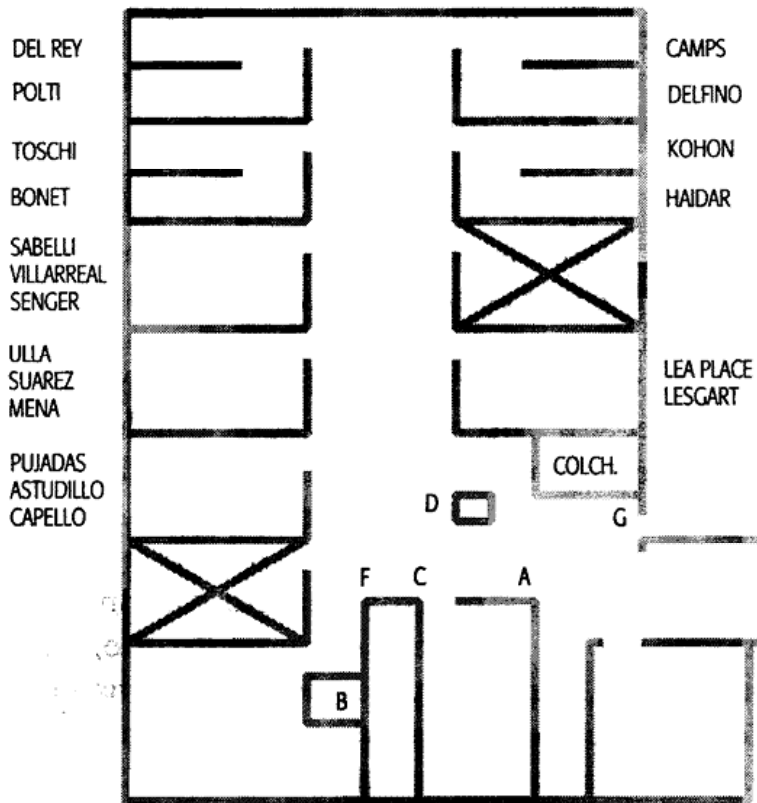 DEL REY
POLTI
TOSCHI
BONET
SABELLI
VILLARREAL
SENGER
ULLA
SUAREZ
MENA
PUJADAS
ASTUDILLO
CAPELLO
CAMPS
DELFINO
KOHON
HAIDAR
LEA PLACE
LESGART
COLCH.
D
G
F C A
B